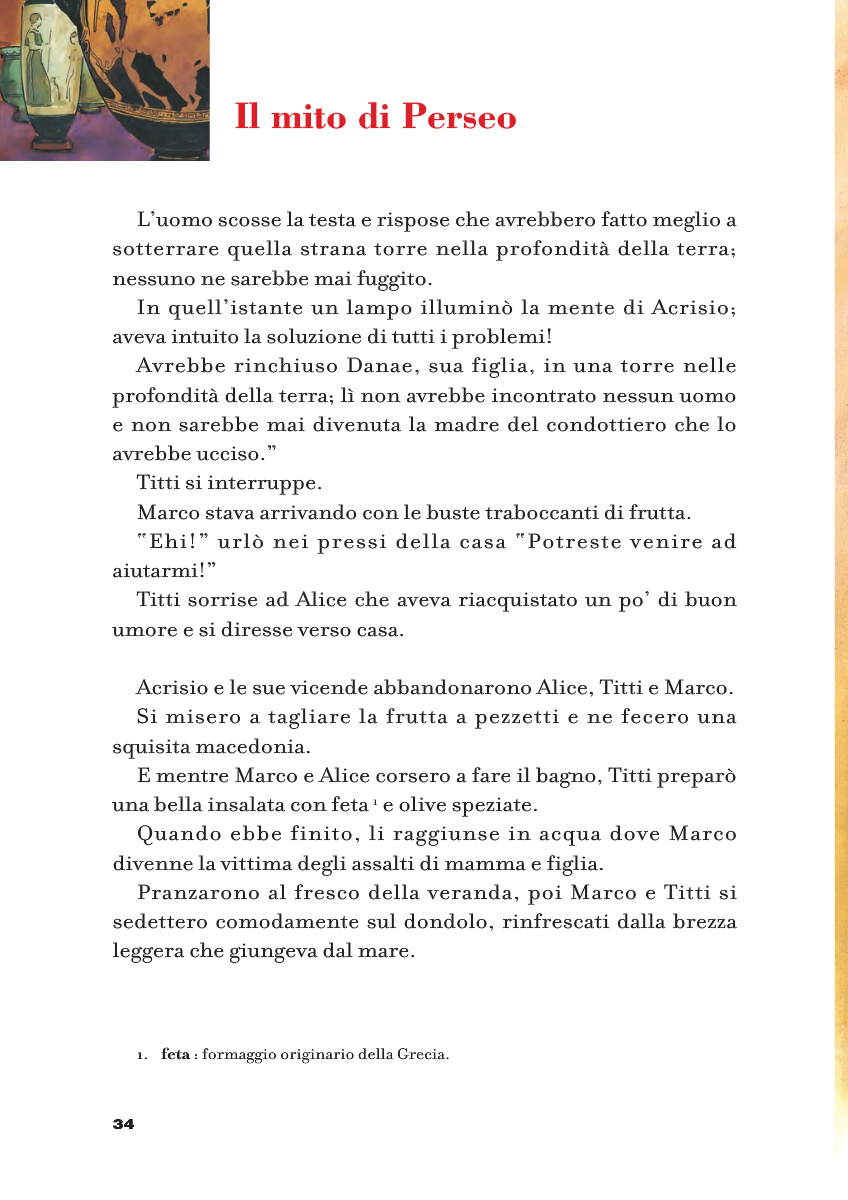 Il mito di Perseo
L’uomo scosse la testa e rispose che avrebbero fatto meglio a
sotterrare quella strana torre nella profondità della terra;
nessuno ne sarebbe mai fuggito.
In quell’istante un lampo illuminò la mente di Acrisio;
aveva intuito la soluzione di tutti i problemi!
Avrebbe rinchiuso Danae, sua figlia, in una torre nelle
profondità della terra; lì non avrebbe incontrato nessun uomo
e non sarebbe mai divenuta la madre del condottiero che lo
avrebbe ucciso.”
Titti si interruppe.
Marco stava arrivando con le buste traboccanti di frutta.
‟Ehi!” urlò nei pressi della casa ‟Potreste venire ad
aiutarmi!”
Titti sorrise ad Alice che aveva riacquistato un po’ di buon
umore e si diresse verso casa.
Acrisio e le sue vicende abbandonarono Alice, Titti e Marco.
Si misero a tagliare la frutta a pezzetti e ne fecero una
squisita macedonia.
E mentre Marco e Alice corsero a fare il bagno, Titti preparò
una bella insalata con feta ¹ e olive speziate.
Quando ebbe finito, li raggiunse in acqua dove Marco
divenne la vittima degli assalti di mamma e figlia.
Pranzarono al fresco della veranda, poi Marco e Titti si
sedettero comodamente sul dondolo, rinfrescati dalla brezza
leggera che giungeva dal mare.
1. feta : formaggio originario della Grecia.
34